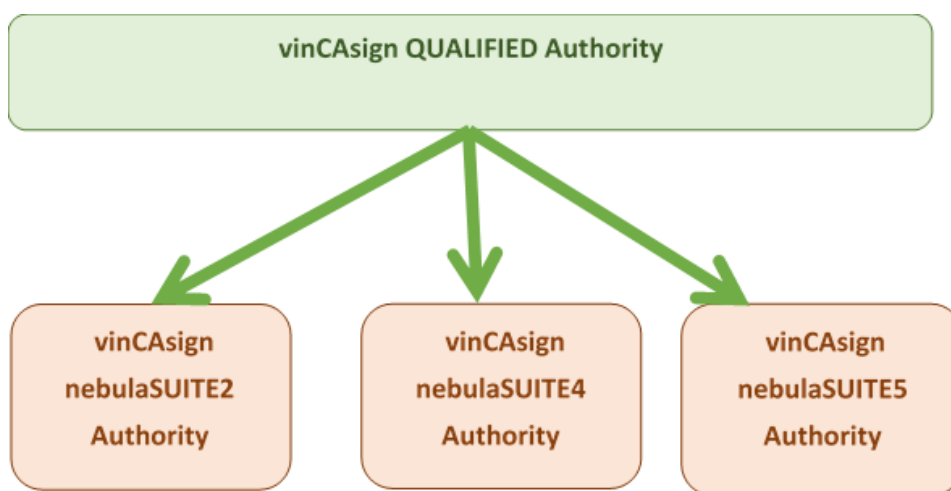 vinCAsign QUALIFIED Authority
vinCAsign
nebulaSUITE2
Authority
vinCAsign
nebulaSUITE4
Authority
vinCAsign
nebulaSUITE5
Authority